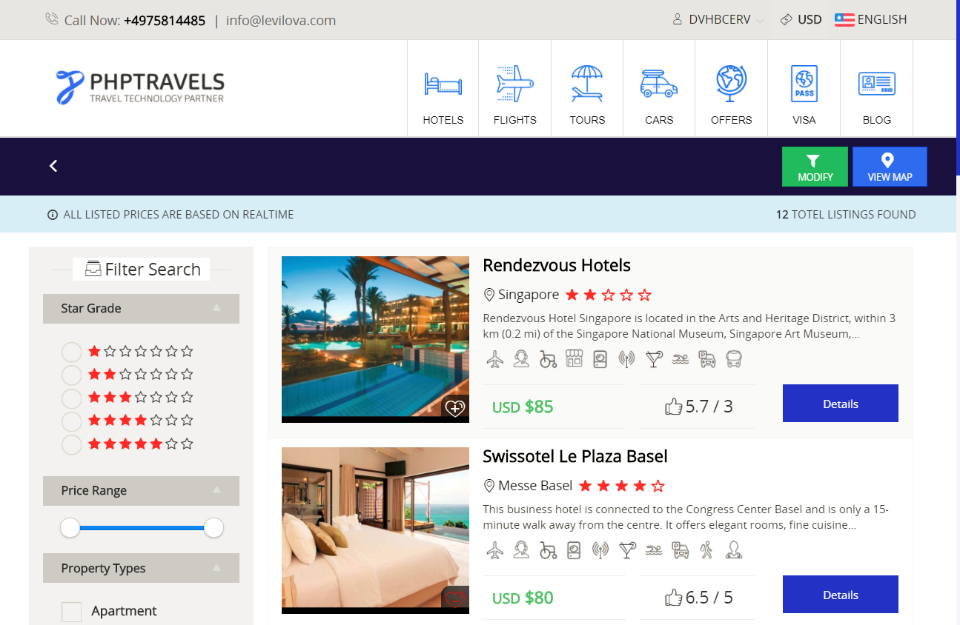 Call Now: +4975814485 | info@levilova.com
DVHBCERV
USD
ENGLISH
PHPTRAVELS
TRAVEL TECHNOLOGY PARTNER
HOTELS
FLIGHTS
TOURS
CARS
OFFERS
PASS
VISA
BLOG
MODIFY
VIEW MAP
ALL LISTED PRICES ARE BASED ON REALTIME
12 TOTEL LISTINGS FOUND
Filter Search
Star Grade
Price Range
Property Types
Apartment
Rendezvous Hotels
Singapore
Rendezvous Hotel Singapore is located in the Arts and Heritage District, within 3
km (0.2 mi) of the Singapore National Museum, Singapore Art Museum,...
USD $85
5.7 / 3
Details
Swissotel Le Plaza Basel
Messe Basel
This business hotel is connected to the Congress Center Basel and is only a 15-
minute walk away from the centre. It offers elegant rooms, fine cuisine...
USD $80
6.5 / 5
Details